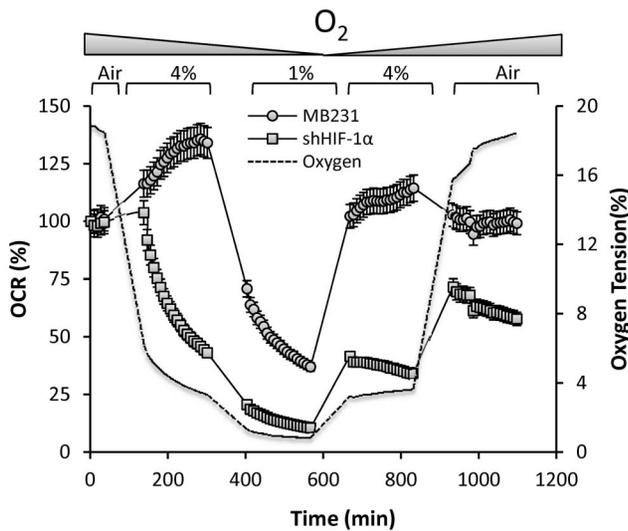 O₂
Air 4% 1% 4% Air
150 20
125 16
100 12
75 8
50 4
25 0
0
MB231
shHIF-1α
Oxygen
OCR (%)
Oxygen Tension(%)
0 200 400 600 800 1000 1200
Time (min)